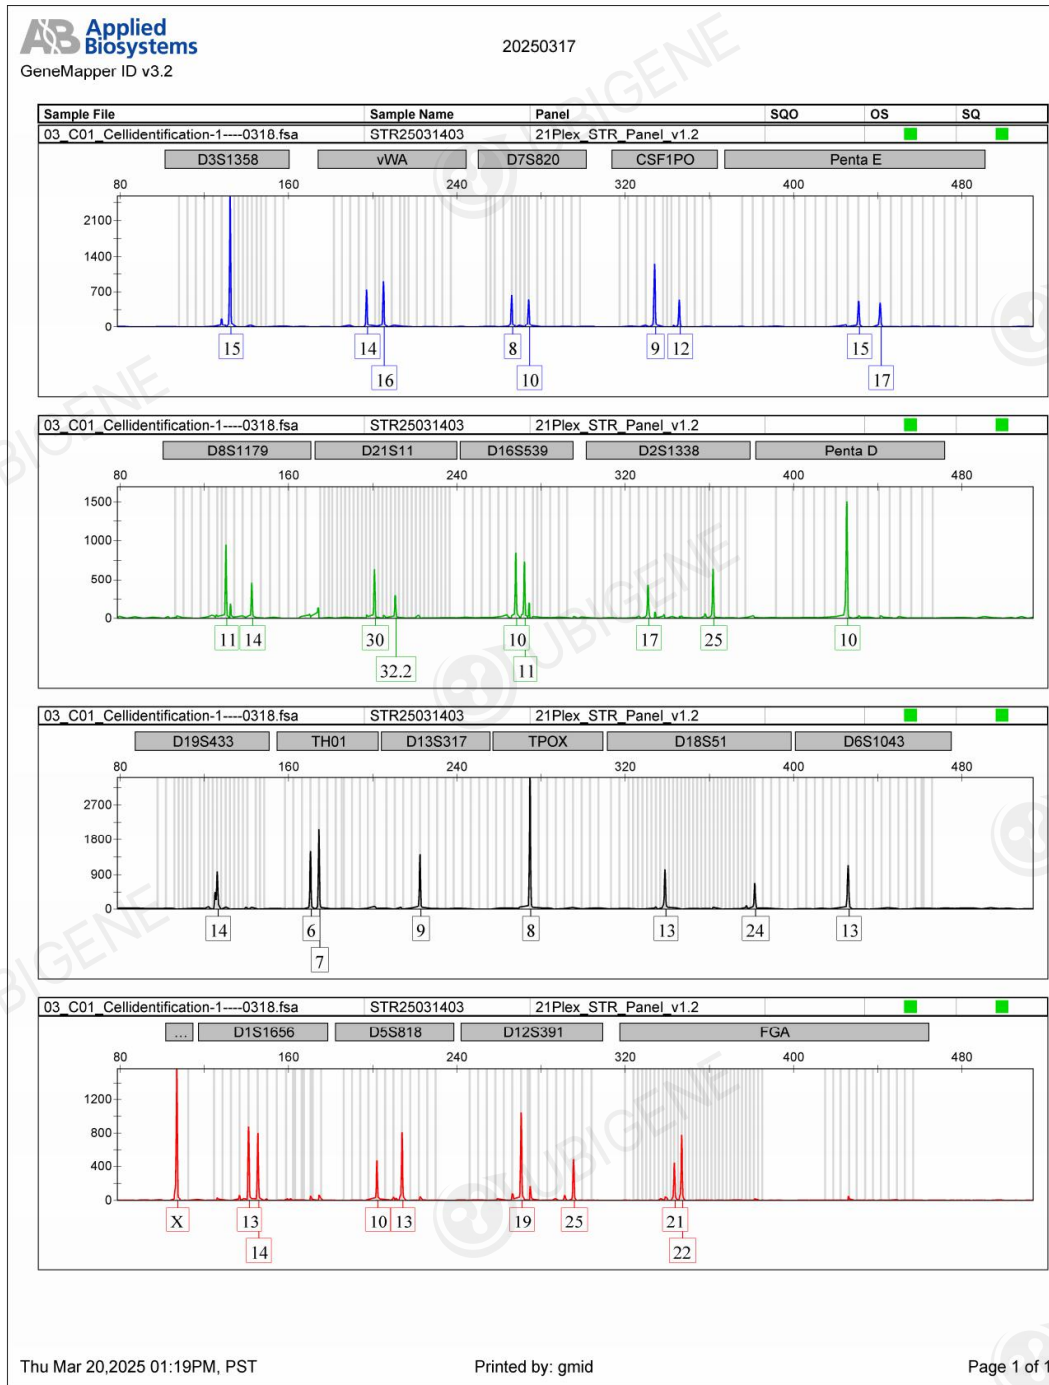 AB Applied Biosystems
GeneMapper ID v3.2
20250317
Sample File Sample Name Panel SQO OS SQ
03_C01_Cellidentification-1----0318.fsa STR25031403 21Plex_STR_Panel_v1.2
D3S1358 vWA D7S820 CSF1PO Penta E
80 160 240 320 400 480
2100
1400
700
0
15 14 8 9 12 15
16 10 17
03_C01_Cellidentification-1----0318.fsa STR25031403 21Plex_STR_Panel_v1.2
D8S1179 D21S11 D16S539 D2S1338 Penta D
80 160 240 320 400 480
1500
1000
500
0
11 14 30 10 17 25 10
32.2 11
03_C01_Cellidentification-1----0318.fsa STR25031403 21Plex_STR_Panel_v1.2
D19S433 TH01 D13S317 TPOX D18S51 D6S1043
80 160 240 320 400 480
2700
1800
900
0
14 6 9 8 13 24 13
7
03_C01_Cellidentification-1----0318.fsa STR25031403 21Plex_STR_Panel_v1.2
... D1S1656 D5S818 D12S391 FGA
80 160 240 320 400 480
1200
800
400
0
X 13 10 13 19 25 21
14 22
Thu Mar 20,2025 01:19PM, PST Printed by: gmid Page 1 of 1
UBIGENE
UBIGENE
UBIGENE
UBIGENE
UBIGENE